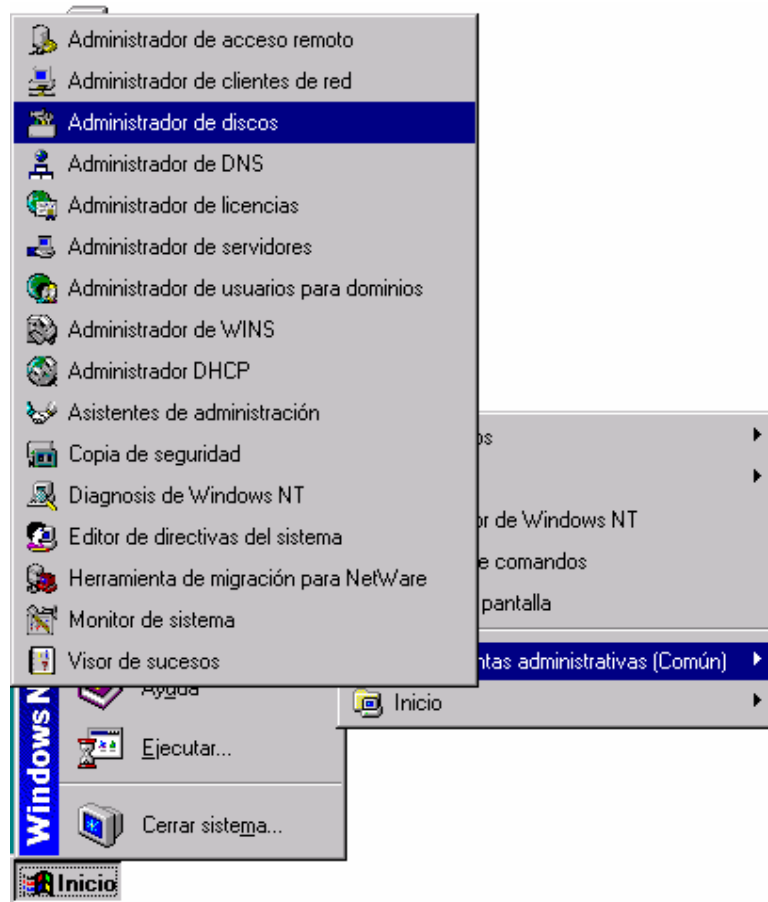 Administrador de acceso remoto
Administrador de clientes de red
Administrador de discos
Administrador de DNS
Administrador de licencias
Administrador de servidores
Administrador de usuarios para dominios
Administrador de WINS
Administrador DHCP
Asistentes de administración
Copia de seguridad
Diagnosis de Windows NT
Editor de directivas del sistema
Herramienta de migración para NetWare
Monitor de sistema
Visor de sucesos
os
or de Windows NT
e comandos
pantalla
ntas administrativas (Común)
Inicio
Ayuda
Ejecutar...
Cerrar sistema...
Windows N
Inicio